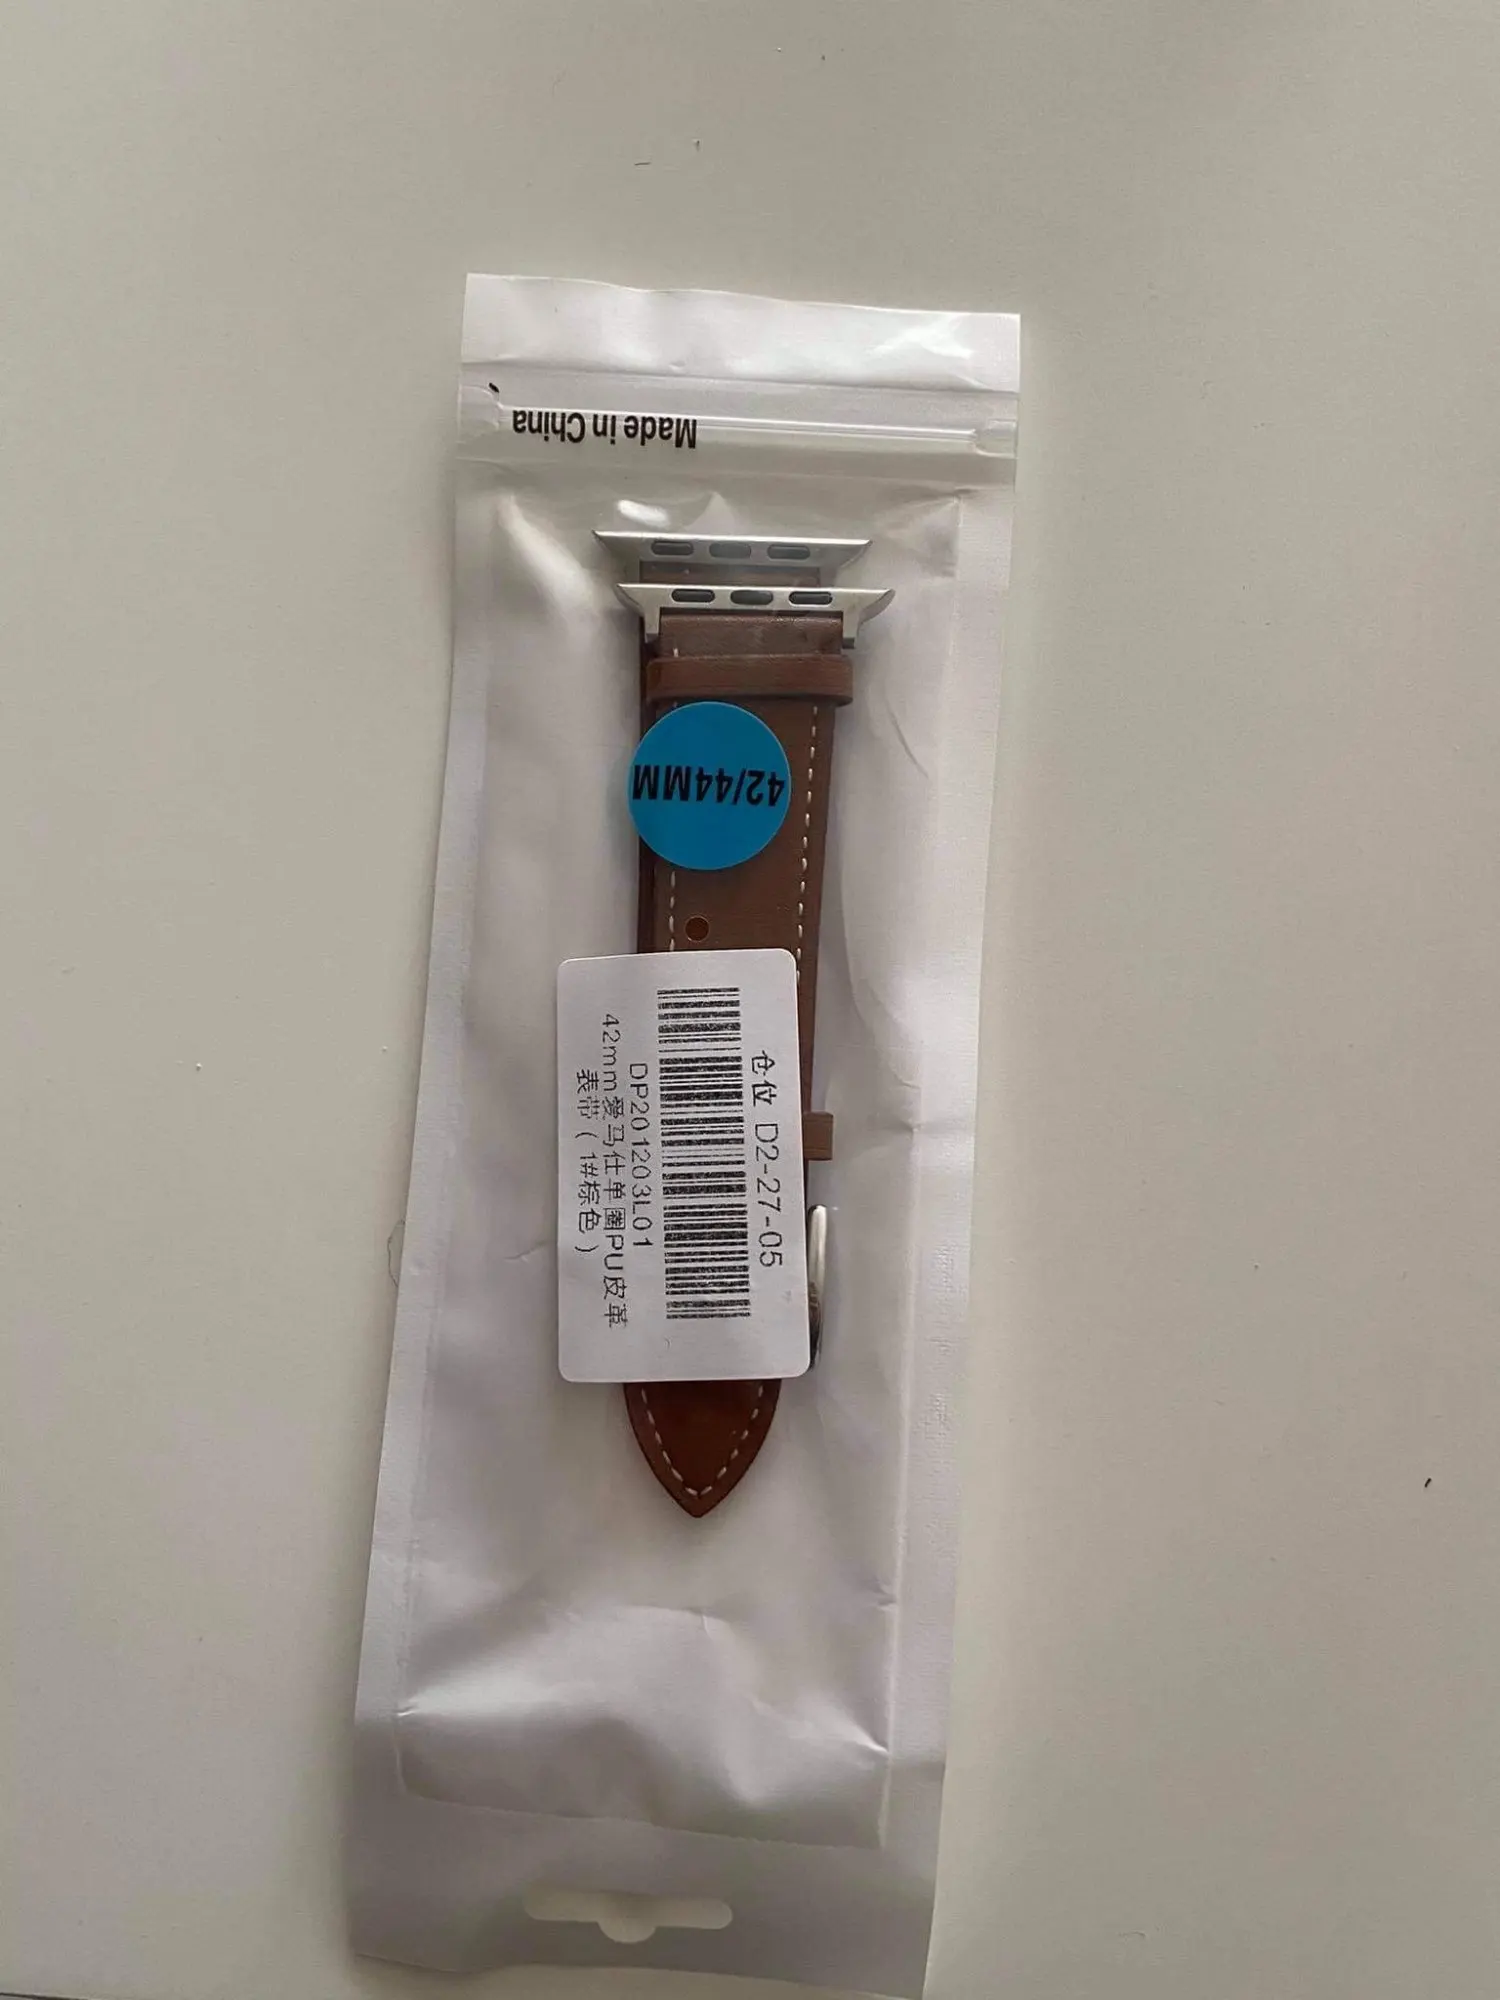 Made in China
42/44MM
仓位 D2-27-05
DP201203L01
42mm爱马仕单圈PU皮革
表带(1#棕色)